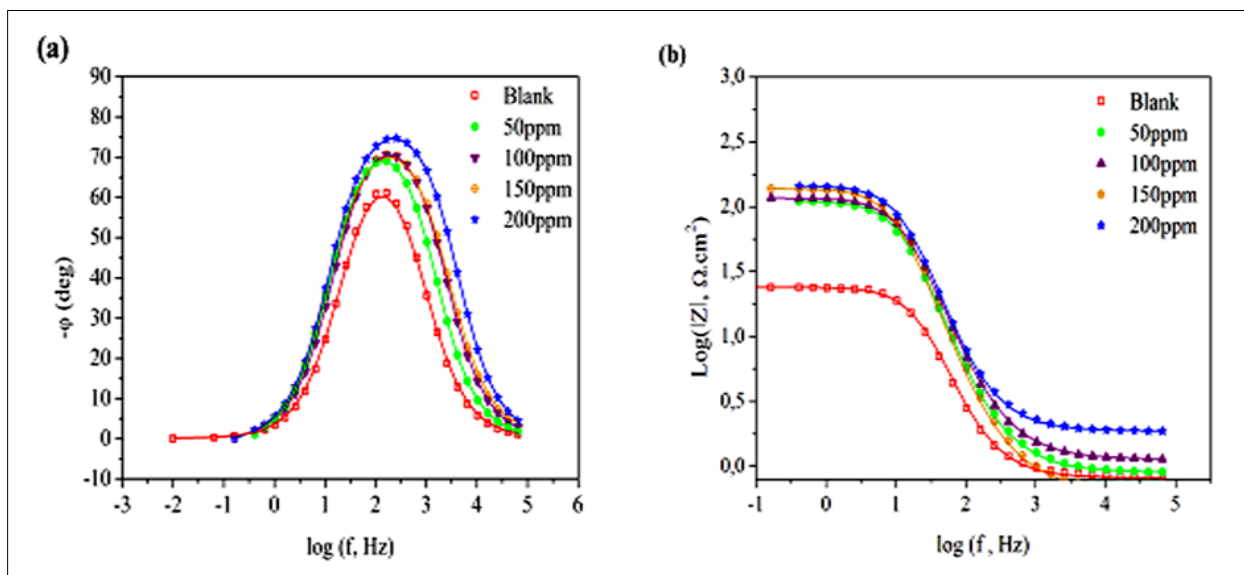 (a)
90
80
70
60
50
40
30
20
10
0
-10
-φ (deg)
-3 -2 -1 0 1 2 3 4 5 6
log (f, Hz)
Blank
50ppm
100ppm
150ppm
200ppm
(b)
3,0
2,5
2,0
1,5
1,0
0,5
0,0
Log(|Z|, Ω.cm²)
-1 0 1 2 3 4 5
log (f , Hz)
Blank
50ppm
100ppm
150ppm
200ppm